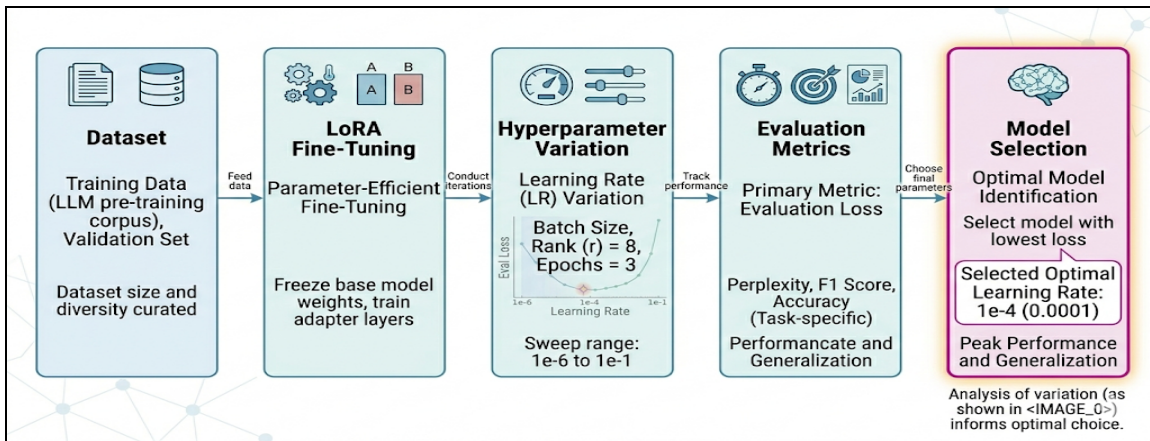 Dataset
Training Data
(LLM pre-training
corpus),
Validation Set
Dataset size and
diversity curated
Feed
data
A
B
A
B
LoRA
Fine-Tuning
Parameter-Efficient
Fine-Tuning
Freeze base model
weights, train
adapter layers
Conduct
iterations
Hyperparameter
Variation
Learning Rate
(LR) Variation
Batch Size,
Rank (r) = 8,
Epochs = 3
Eval Loss
1e-6
1e-4
1e-1
Learning Rate
Sweep range:
1e-6 to 1e-1
Track
performance
Evaluation
Metrics
Primary Metric:
Evaluation Loss
Perplexity, F1 Score,
Accuracy
(Task-specific)
Performancate and
Generalization
Choose
final
parameters
Model
Selection
Optimal Model
Identification
Select model with
lowest loss
Selected Optimal
Learning Rate:
1e-4 (0.0001)
Peak Performance
and Generalization
Analysis of variation (as
shown in <IMAGE_0>)
informs optimal choice.